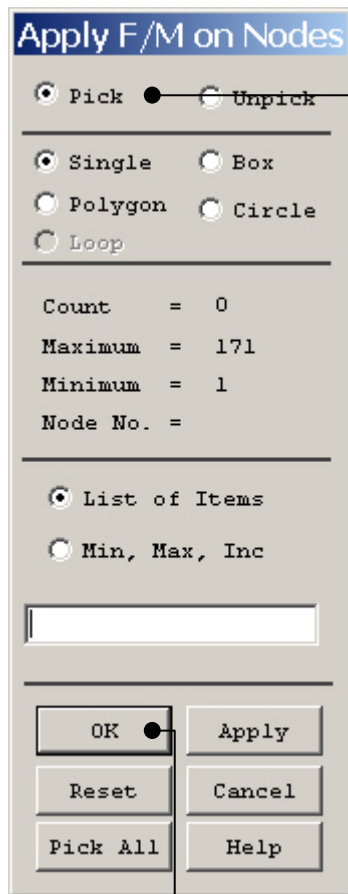 Apply F/M on Nodes
Pick Unpick
Single Box
Polygon Circle
Loop
Count = 0
Maximum = 171
Minimum = 1
Node No. =
List of Items
Min, Max, Inc
OK Apply
Reset Cancel
Pick All Help